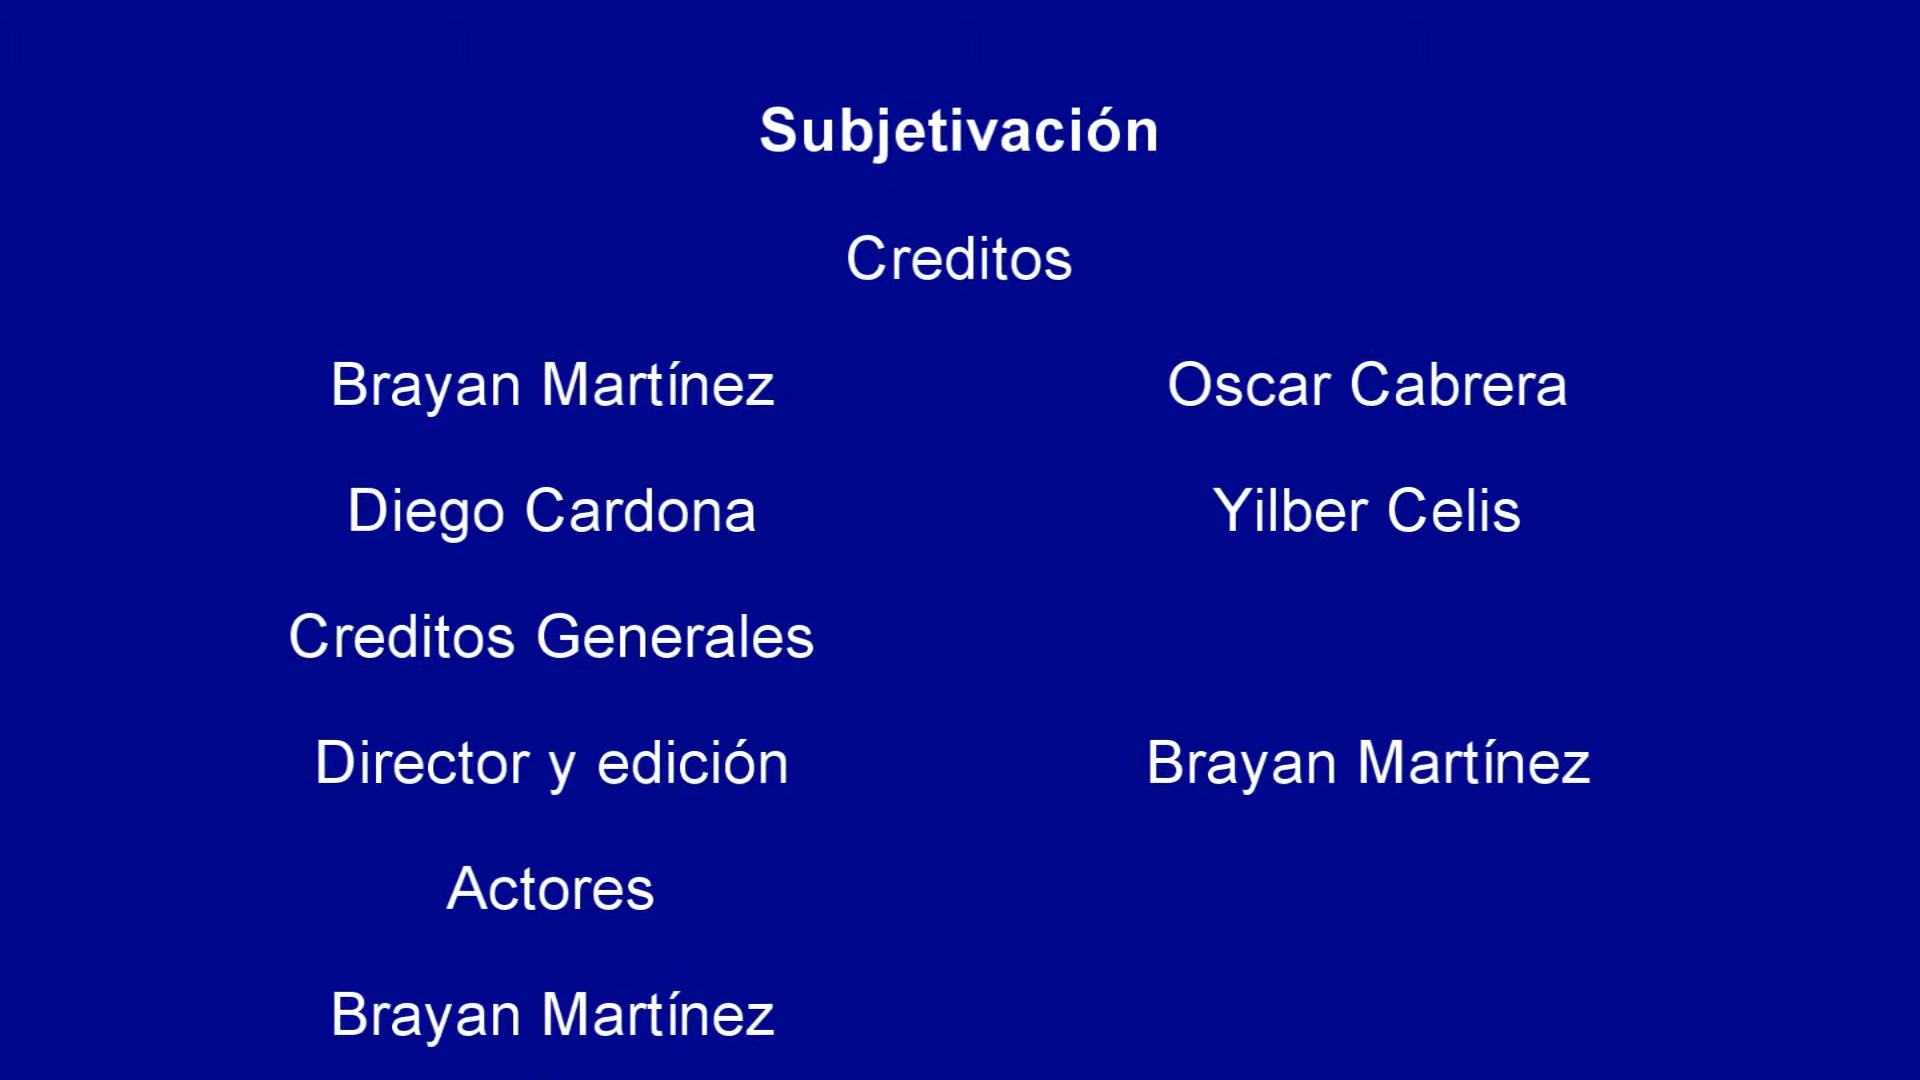 Subjetivación
Creditos
Brayan Martínez Oscar Cabrera
Diego Cardona Yilber Celis
Creditos Generales
Director y edición Brayan Martínez
Actores
Brayan Martínez